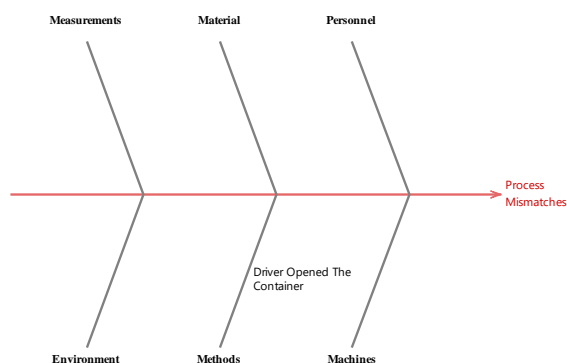 Measurements
Material
Personnel
Process
Mismatches
Driver Opened The
Container
Environment
Methods
Machines